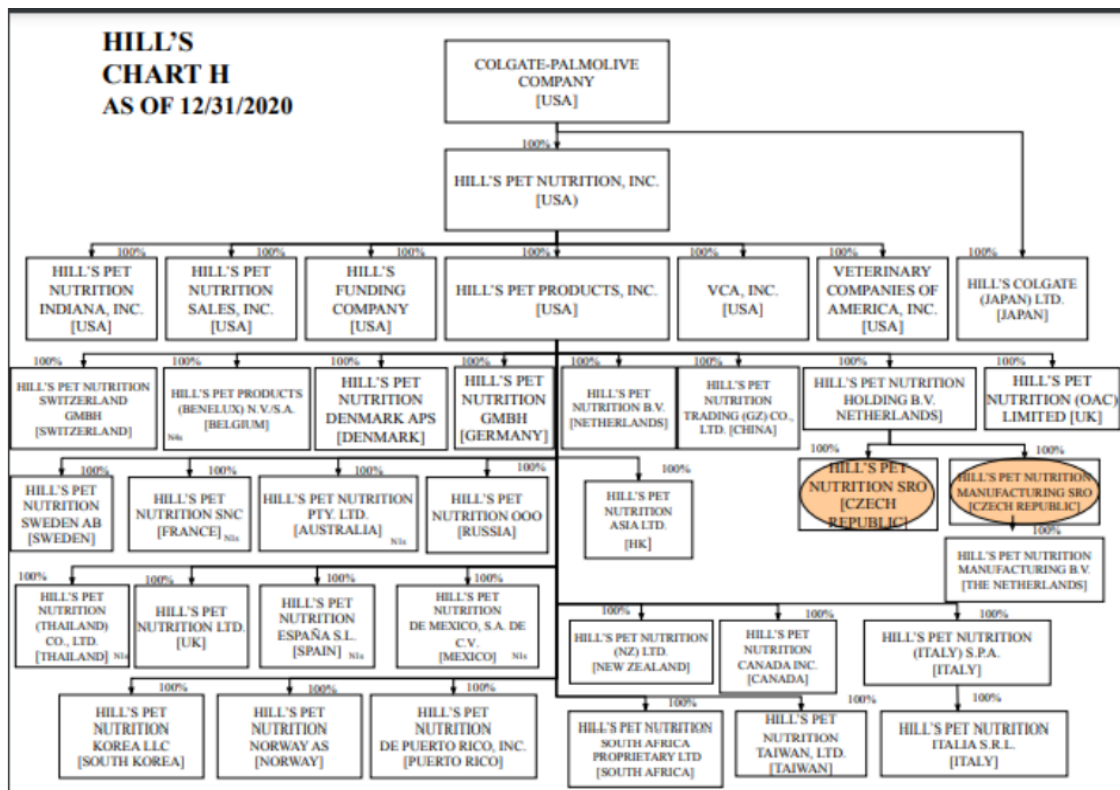 HILL'S
CHART H
AS OF 12/31/2020
COLGATE-PALMOLIVE
COMPANY
[USA]
100%
100%
HILL'S PET NUTRITION, INC.
[USA)
100%
100%
100%
100%
100%
100%
100%
HILL'S PET
NUTRITION
INDIANA, INC.
[USA]
HILL'S PET
NUTRITION
SALES, INC.
[USA]
HILL'S
FUNDING
COMPANY
[USA]
HILL'S PET PRODUCTS, INC.
[USA]
VCA, INC.
[USA]
VETERINARY
COMPANIES OF
AMERICA, INC.
[USA]
HILL'S COLGATE
(JAPAN) LTD.
[JAPAN]
100%
100%
100%
100%
100%
100%
100%
100%
HILL'S PET NUTRITION
SWITZERLAND
GMBH
[SWITZERLAND]
HILL'S PET PRODUCTS
(BENELUX) N.V./S.A.
[BELGIUM]
N4s
HILL'S PET
NUTRITION
DENMARK APS
[DENMARK]
HILL'S PET
NUTRITION
GMBH
[GERMANY]
HILL'S PET
NUTRITION B.V.
[NETHERLANDS]
HILL'S PET
NUTRITION
TRADING (GZ) CO.,
LTD. [CHINA]
HILL'S PET NUTRITION
HOLDING B.V.
NETHERLANDS]
HILL'S PET
NUTRITION (OAC)
LIMITED [UK]
100%
100%
100%
100%
100%
100%
100%
HILL'S PET
NUTRITION
SWEDEN AB
[SWEDEN]
HILL'S PET
NUTRITION SNC
[FRANCE]
N1s
HILL'S PET NUTRITION
PTY. LTD.
[AUSTRALIA]
N1s
HILL'S PET
NUTRITION OOO
[RUSSIA]
HILL'S PET
NUTRITION
ASIA LTD.
[HK]
HILL'S PET
NUTRITION SRO
[CZECH
REPUBLIC]
HILL'S PET NUTRITION
MANUFACTURING SRO
[CZECH REPUBLIC]
100%
HILL'S PET NUTRITION
MANUFACTURING B.V.
[THE NETHERLANDS]
100%
100%
100%
100%
HILL'S PET
NUTRITION
(THAILAND)
CO., LTD.
[THAILAND]
N1s
HILL'S PET
NUTRITION LTD.
[UK]
HILL'S PET
NUTRITION
ESPAÑA S.L.
[SPAIN]
N1s
HILL'S PET
NUTRITION
DE MEXICO, S.A. DE
C.V.
[MEXICO]
N1s
100%
100%
100%
HILL'S PET NUTRITION
(NZ) LTD.
[NEW ZEALAND]
HILL'S PET
NUTRITION
CANADA INC.
[CANADA]
HILL'S PET NUTRITION
(ITALY) S.P.A.
[ITALY]
100%
100%
100%
HILL'S PET
NUTRITION
KOREA LLC
[SOUTH KOREA]
HILL'S PET
NUTRITION
NORWAY AS
[NORWAY]
HILL'S PET
NUTRITION
DE PUERTO RICO, INC.
[PUERTO RICO]
100%
100%
100%
HILL'S PET NUTRITION
SOUTH AFRICA
PROPRIETARY LTD
[SOUTH AFRICA]
HILL'S PET
NUTRITION
TAIWAN, LTD.
[TAIWAN]
HILL'S PET NUTRITION
ITALIA S.R.L.
[ITALY]